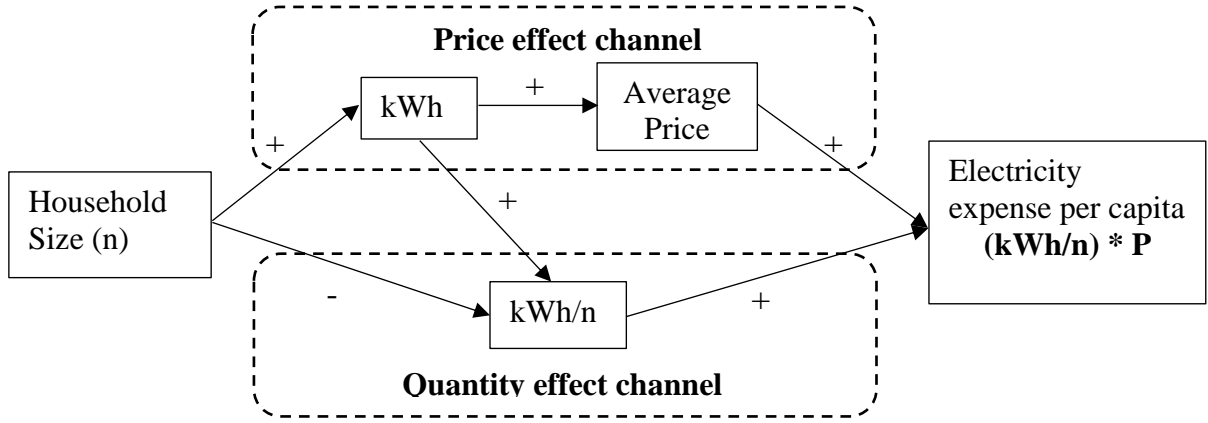 Price effect channel
kWh
+
Average
Price
+
+
+
Household
Size (n)
Electricity
expense per capita
(kWh/n) * P
-
kWh/n
+
Quantity effect channel